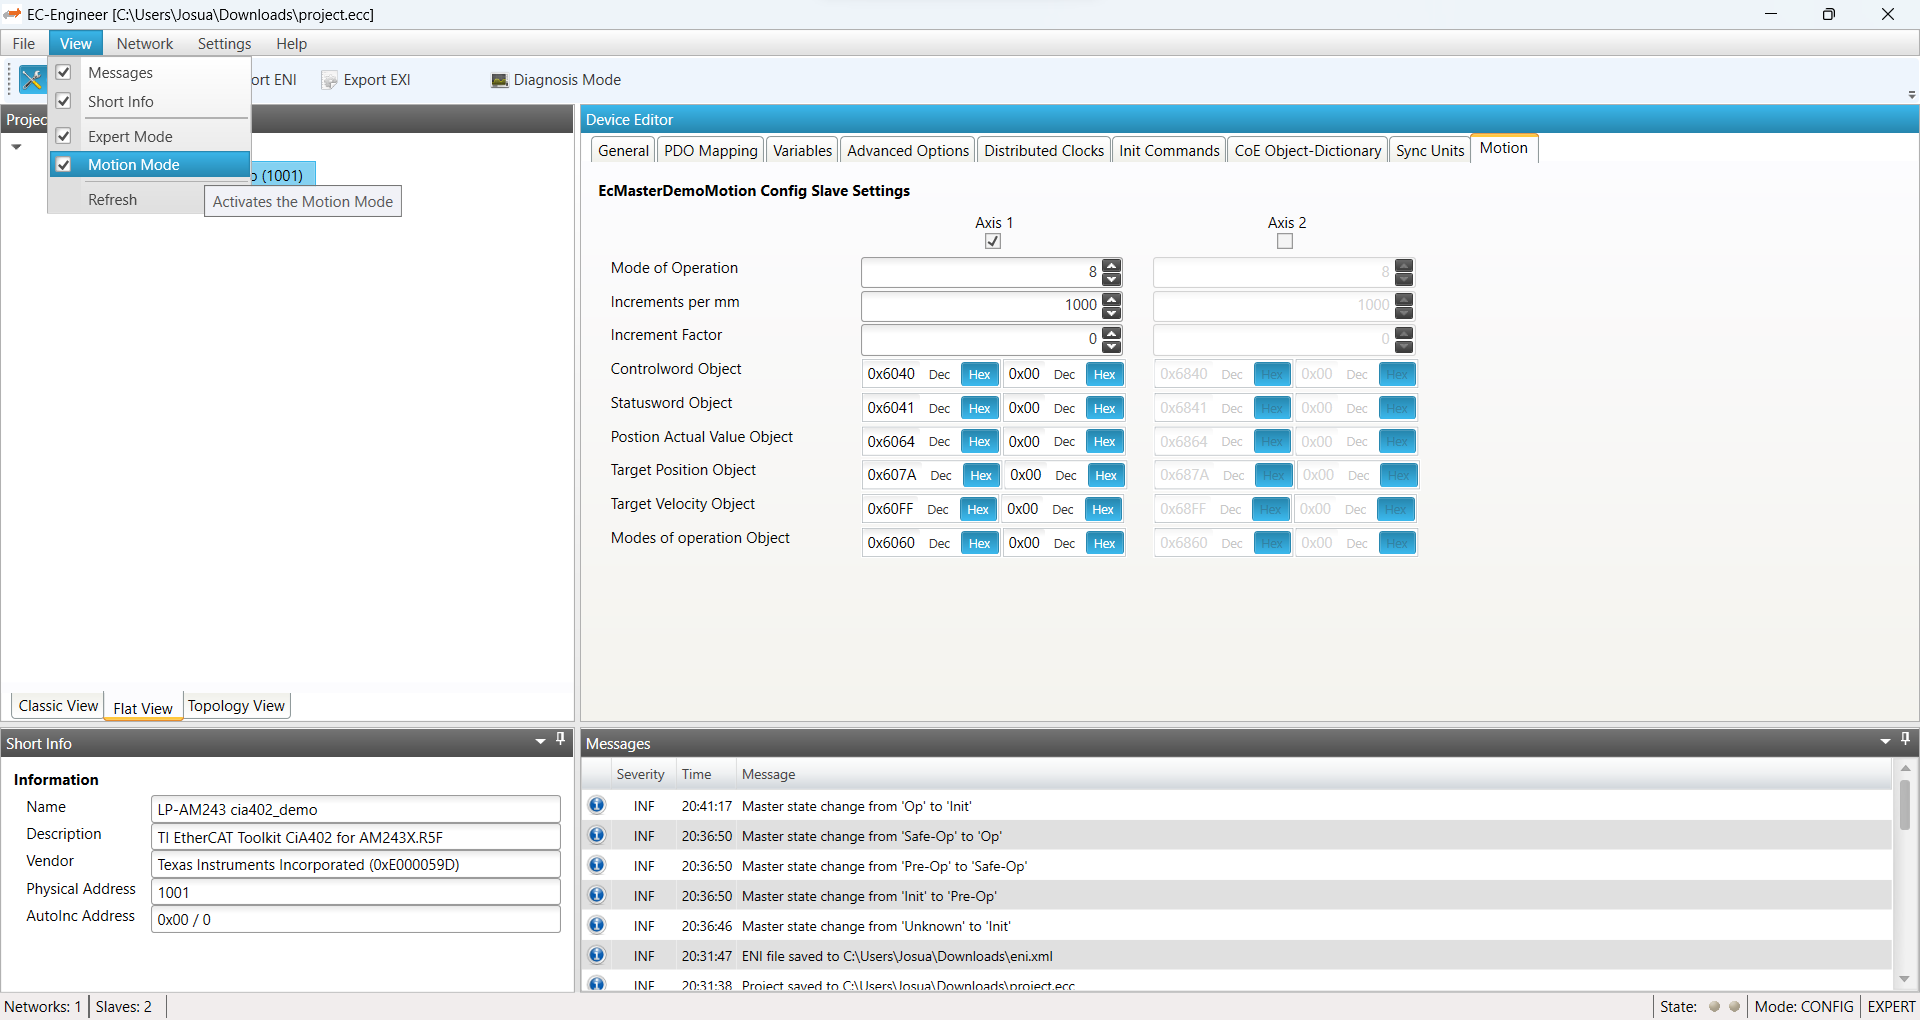 EC-Engineer [C:\Users\Josua\Downloads\project.ecc]
File View Network Settings Help
ort ENI Export EXI Diagnosis Mode
Messages
Short Info
Expert Mode
Motion Mode
Refresh
Activates the Motion Mode
Projec
(1001)
Classic View Flat View Topology View
Device Editor
General PDO Mapping Variables Advanced Options Distributed Clocks Init Commands CoE Object-Dictionary Sync Units Motion
EcMasterDemoMotion Config Slave Settings
Axis 1 Axis 2
Mode of Operation 8 8
Increments per mm 1000 1000
Increment Factor 0 0
Controlword Object 0x6040 Dec Hex 0x00 Dec Hex 0x6840 Dec Hex 0x00 Dec Hex
Statusword Object 0x6041 Dec Hex 0x00 Dec Hex 0x6841 Dec Hex 0x00 Dec Hex
Postion Actual Value Object 0x6064 Dec Hex 0x00 Dec Hex 0x6864 Dec Hex 0x00 Dec Hex
Target Position Object 0x607A Dec Hex 0x00 Dec Hex 0x687A Dec Hex 0x00 Dec Hex
Target Velocity Object 0x60FF Dec Hex 0x00 Dec Hex 0x68FF Dec Hex 0x00 Dec Hex
Modes of operation Object 0x6060 Dec Hex 0x00 Dec Hex 0x6860 Dec Hex 0x00 Dec Hex
Short Info
Information
Name LP-AM243 cia402_demo
Description TI EtherCAT Toolkit CiA402 for AM243X.R5F
Vendor Texas Instruments Incorporated (0xE000059D)
Physical Address 1001
AutoInc Address 0x00 / 0
Messages
Severity Time Message
INF 20:41:17 Master state change from 'Op' to 'Init'
INF 20:36:50 Master state change from 'Safe-Op' to 'Op'
INF 20:36:50 Master state change from 'Pre-Op' to 'Safe-Op'
INF 20:36:50 Master state change from 'Init' to 'Pre-Op'
INF 20:36:46 Master state change from 'Unknown' to 'Init'
INF 20:31:47 ENI file saved to C:\Users\Josua\Downloads\eni.xml
INF 20:31:38 Project saved to C:\Users\Josua\Downloads\project.ecc
Networks: 1 Slaves: 2 State: Mode: CONFIG EXPERT